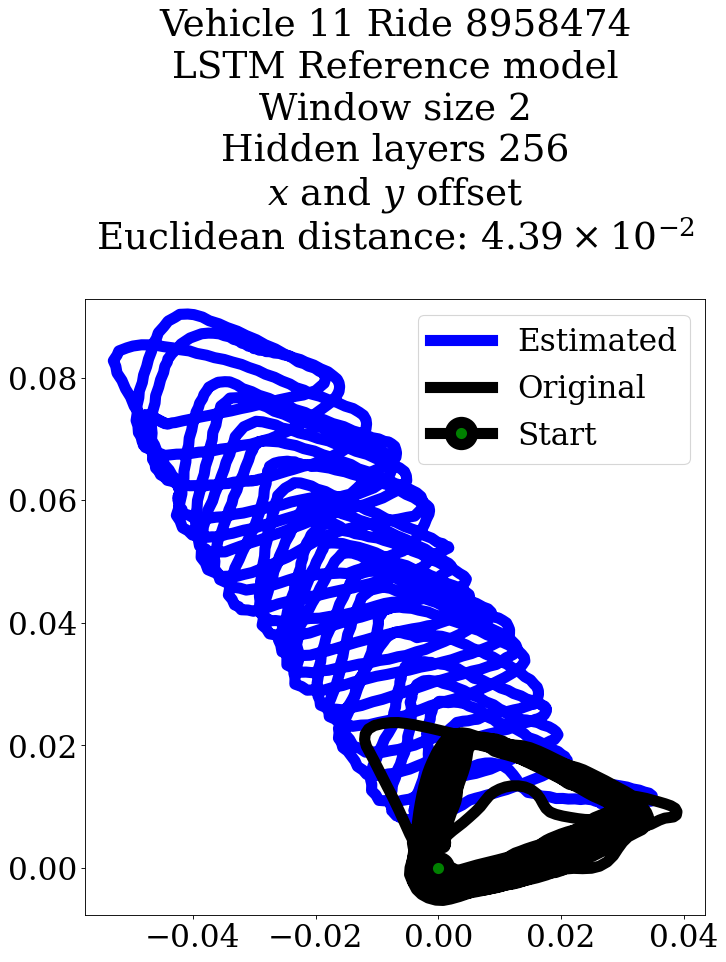 Vehicle 11 Ride 8958474
LSTM Reference model
Window size 2
Hidden layers 256
x and y offset
Euclidean distance: 4.39 × 10⁻²
Estimated
Original
Start
0.08
0.06
0.04
0.02
0.00
−0.04 −0.02 0.00 0.02 0.04